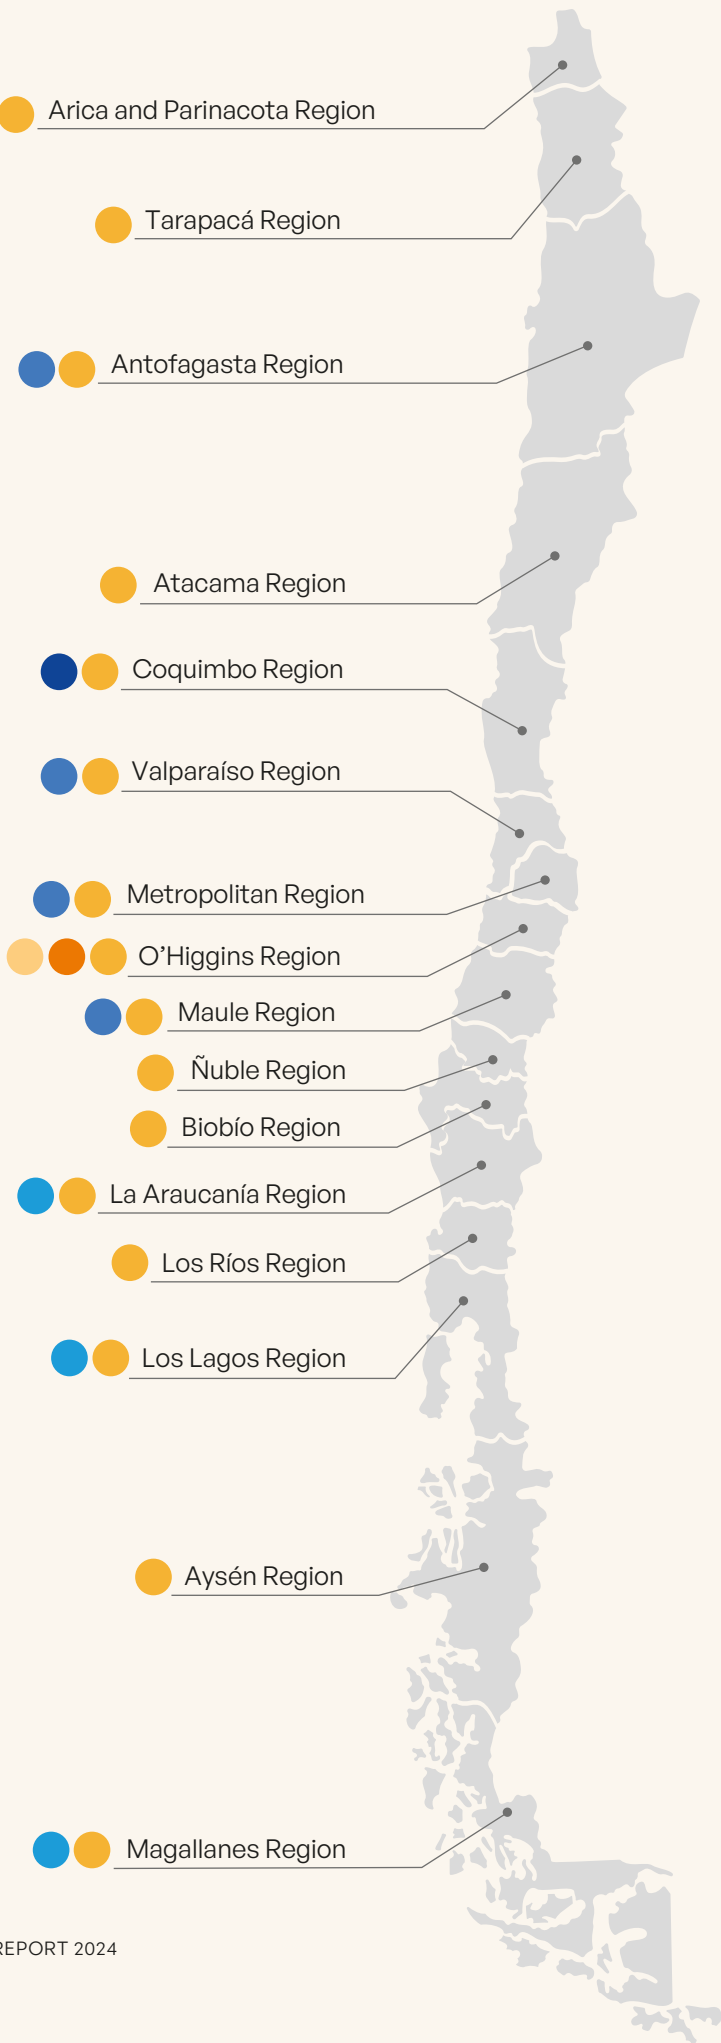 Arica and Parinacota Region
Tarapacá Region
Antofagasta Region
Atacama Region
Coquimbo Region
Valparaíso Region
Metropolitan Region
O’Higgins Region
Maule Region
Ñuble Region
Biobío Region
La Araucanía Region
Los Ríos Region
Los Lagos Region
Aysén Region
Magallanes Region
REPORT 2024